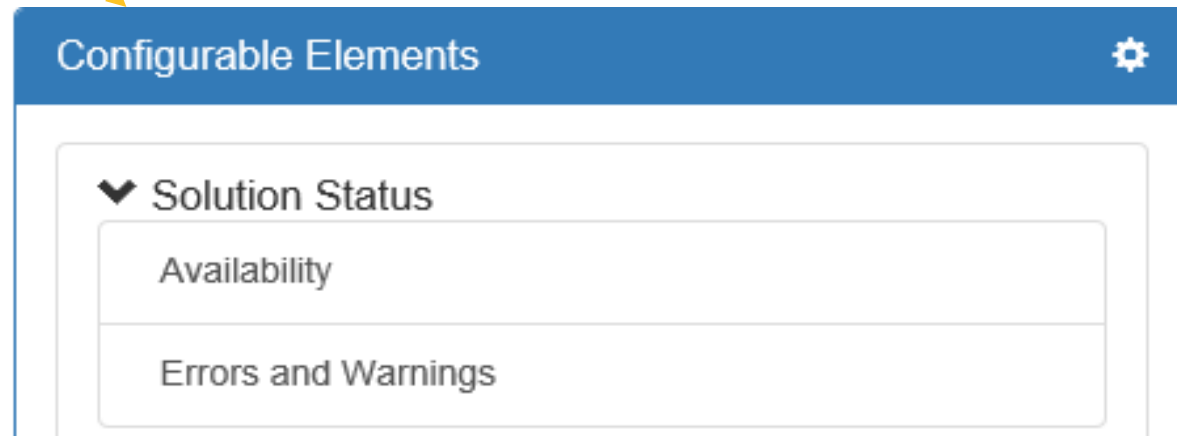 Configurable Elements
Solution Status
Availability
Errors and Warnings